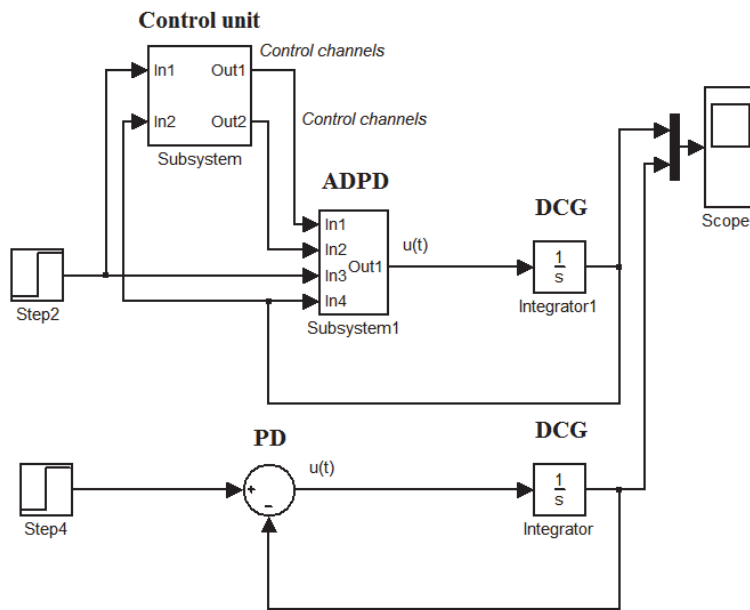 Control unit
Control channels
In1 Out1
In2 Out2
Control channels
Subsystem
Scope
ADPD
DCG
In1
In2
In3
In4
Out1
u(t)
1
s
Step2
Subsystem1
Integrator1
PD
DCG
u(t)
+
−
1
s
Step4
Integrator